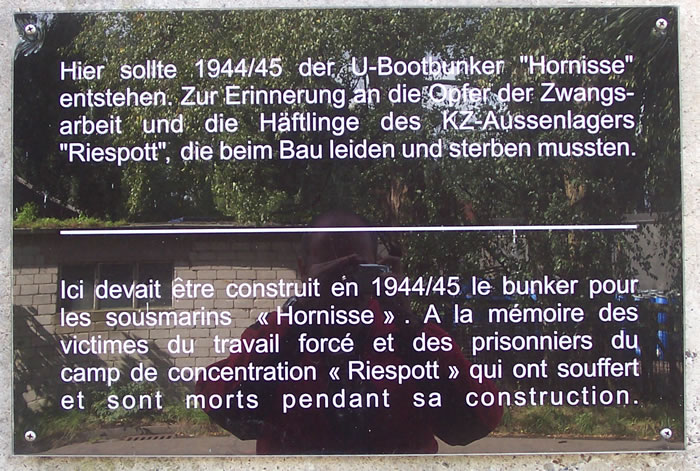 Hier sollte 1944/45 der U-Bootbunker "Hornisse"
entstehen. Zur Erinnerung an die Opfer der Zwangs-
arbeit und die Häftlinge des KZ-Aussenlagers
"Riespott", die beim Bau leiden und sterben mussten.
Ici devait être construit en 1944/45 le bunker pour
les sousmarins « Hornisse » . A la mémoire des
victimes du travail forcé et des prisonniers du
camp de concentration « Riespott » qui ont souffert
et sont morts pendant sa construction.